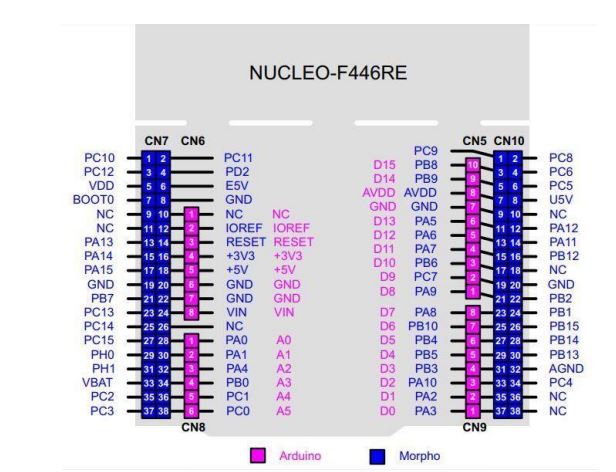 NUCLEO-F446RE
CN7 CN6 CN5 CN10
PC9
PC10 1 2 PC11 D15 PB8 10 1 2 PC8
PC12 3 4 PD2 D14 PB9 9 3 4 PC6
VDD 5 6 E5V AVDD AVDD 8 5 6 PC5
BOOT0 7 8 GND GND GND 7 7 8 U5V
NC 9 10 1 NC NC D13 PA5 6 9 10 NC
NC 11 12 2 IOREF IOREF D12 PA6 5 11 12 PA12
PA13 13 14 3 RESET RESET D11 PA7 4 13 14 PA11
PA14 15 16 4 +3V3 +3V3 D10 PB6 3 15 16 PB12
PA15 17 18 5 +5V +5V D9 PC7 2 17 18 NC
GND 19 20 6 GND GND D8 PA9 1 19 20 GND
PB7 21 22 7 GND GND 21 22 PB2
PC13 23 24 8 VIN VIN D7 PA8 8 23 24 PB1
PC14 25 26 NC D6 PB10 7 25 26 PB15
PC15 27 28 1 PA0 A0 D5 PB4 6 27 28 PB14
PH0 29 30 2 PA1 A1 D4 PB5 5 29 30 PB13
PH1 31 32 3 PA4 A2 D3 PB3 4 31 32 AGND
VBAT 33 34 4 PB0 A3 D2 PA10 3 33 34 PC4
PC2 35 36 5 PC1 A4 D1 PA2 2 35 36 NC
PC3 37 38 6 PC0 A5 D0 PA3 1 37 38 NC
CN8 CN9
Arduino Morpho